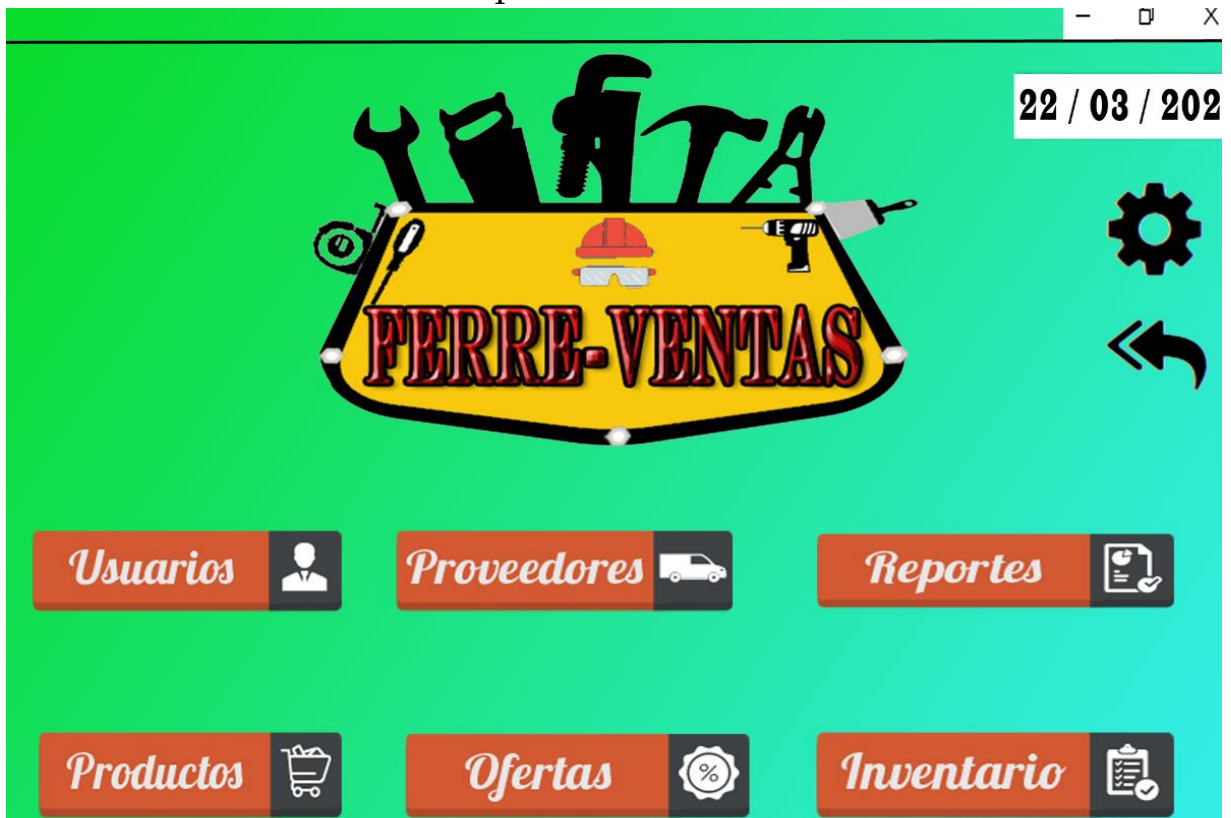 22 / 03 / 202
FERRE-VENTAS
Usuarios
Proveedores
Reportes
Productos
Ofertas
Inventario